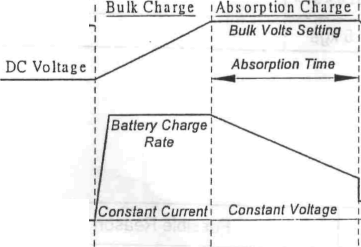 Bulk Charge
Absorption Charge
Bulk Volts Setting
DC Voltage
Absorption Time
Battery Charge
Rate
Constant Current
Constant Voltage